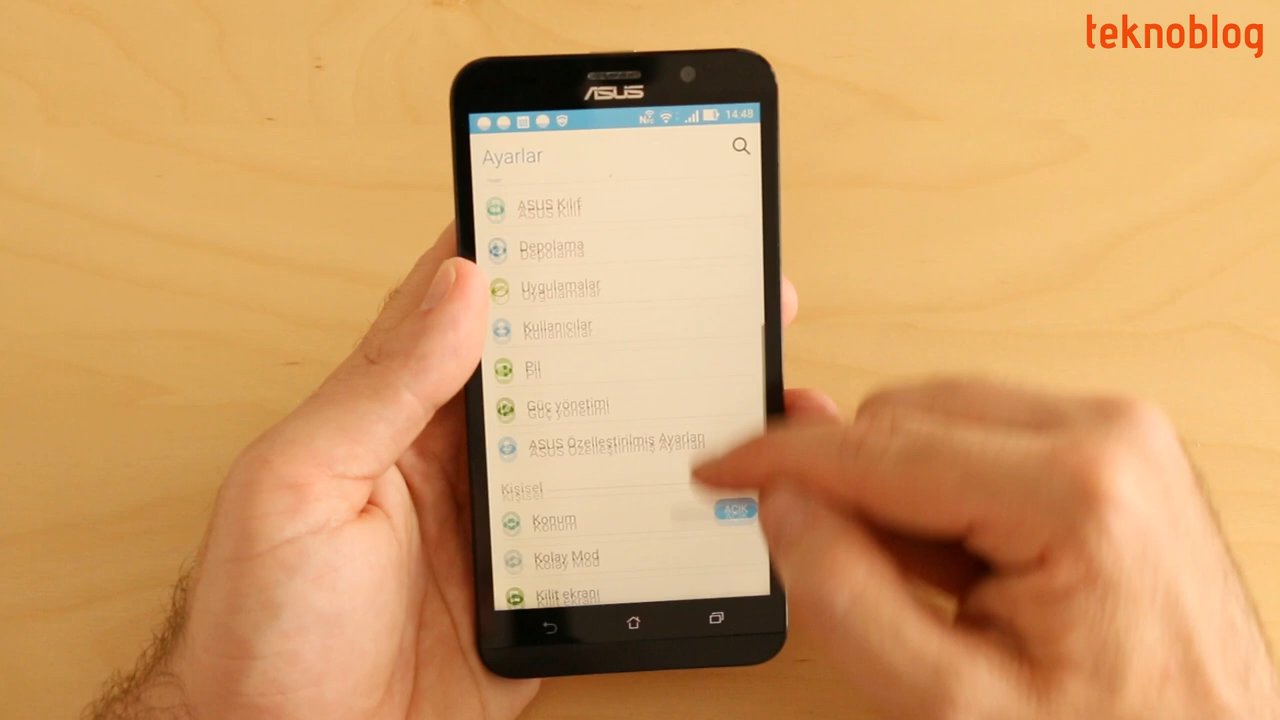 teknoblog
ASUS
14:48
Ayarlar
ASUS Kılıf
Depolama
Uygulamalar
Kullanıcılar
Pil
Güç yönetimi
ASUS Özelleştirilmiş Ayarları
Kişisel
Konum
AÇIK
Kolay Mod
Kilit ekranı